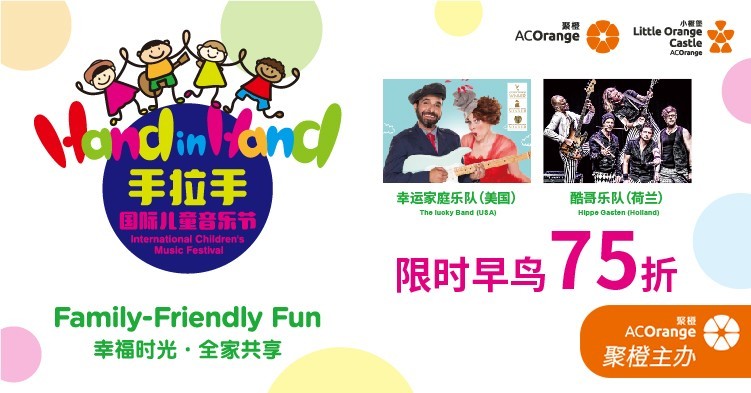 聚橙
ACOrange
小橙堡
Little Orange
Castle
ACOrange
Hand in Hand
手拉手
国际儿童音乐节
International Children's
Music Festival
幸运家庭乐队(美国)
The lucky Band (USA)
酷哥乐队(荷兰)
Hippe Gasten (Holland)
限时早鸟75折
Family-Friendly Fun
幸福时光·全家共享
聚橙
ACOrange
聚橙主办